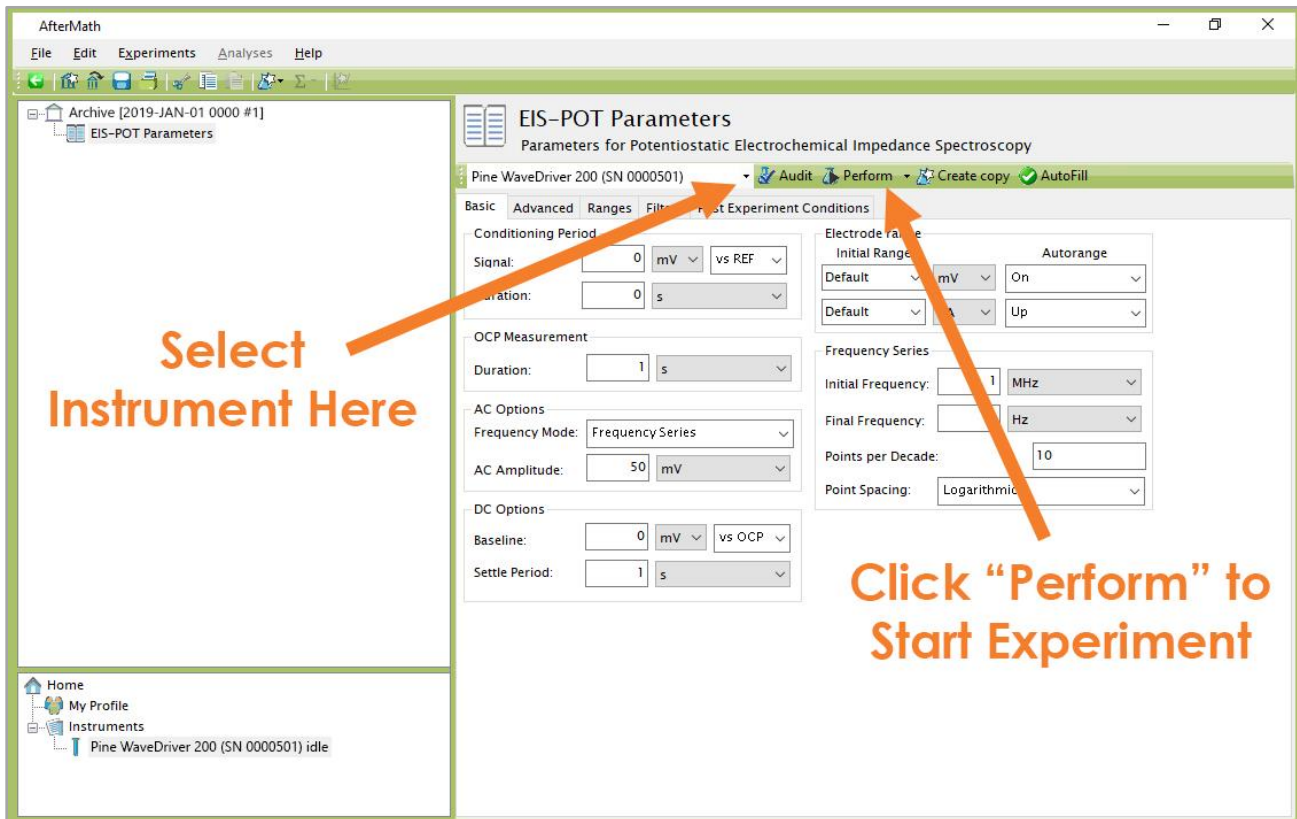 AfterMath
File Edit Experiments Analyses Help
Archive [2019-JAN-01 0000 #1]
EIS-POT Parameters
EIS-POT Parameters
Parameters for Potentiostatic Electrochemical Impedance Spectroscopy
Pine WaveDriver 200 (SN 0000501) Audit Perform Create copy AutoFill
Basic Advanced Ranges Experiment Conditions
Conditioning Period
Signal: 0 mV vs REF
0 s
OCP Measurement
Duration: 1 s
AC Options
Frequency Mode: Frequency Series
AC Amplitude: 50 mV
DC Options
Baseline: 0 mV vs OCP
Settle Period: 1 s
Electrode
Initial Autorange
Default mV On
Default Up
Frequency Series
Initial Frequency: 1 MHz
Final Frequency: Hz
Points per Decade: 10
Point Spacing: Logarithmic
Select
Instrument Here
Click “Perform” to
Start Experiment
Home
My Profile
Instruments
Pine WaveDriver 200 (SN 0000501) idle